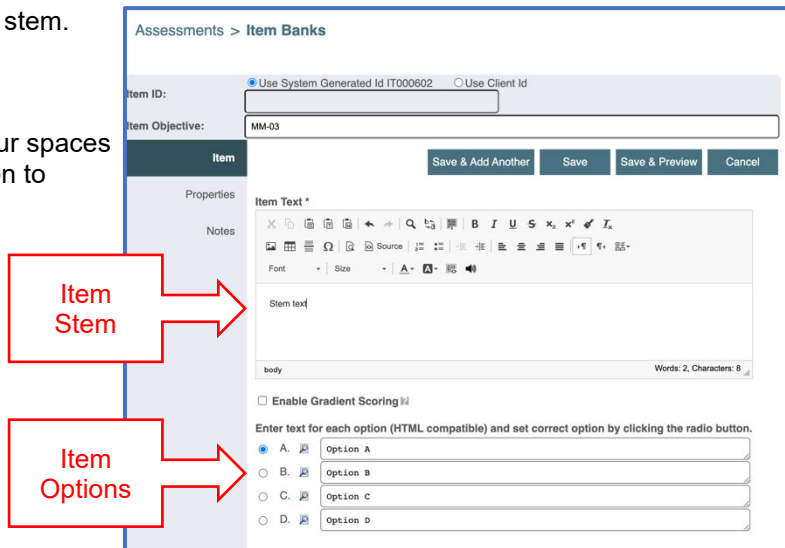 stem.
ur spaces
n to
Assessments > Item Banks
Item ID:
Use System Generated Id IT000602 Use Client Id
Item Objective:
MM-03
Item
Properties
Notes
Save & Add Another Save Save & Preview Cancel
Item Text *
Source
B I U S x₂ x² Iₓ
Font Size A A
Stem text
body Words: 2, Characters: 8
Enable Gradient Scoring
Enter text for each option (HTML compatible) and set correct option by clicking the radio button.
A. Option A
B. Option B
C. Option C
D. Option D
Item
Stem
Item
Options